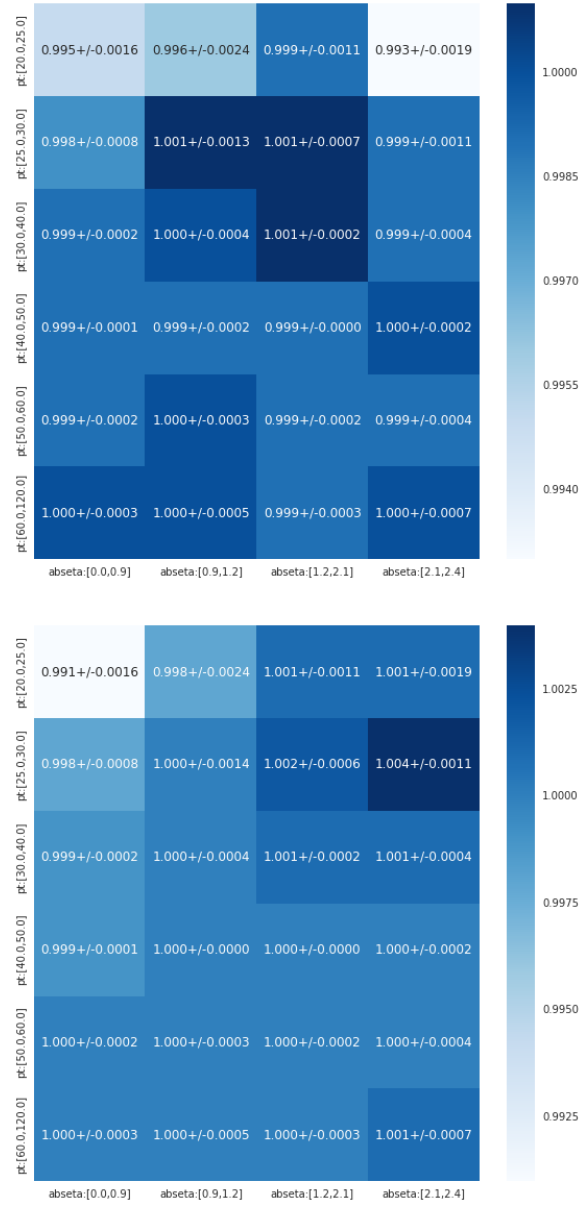 pt:[20.0,25.0] 0.995+/-0.0016 0.996+/-0.0024 0.999+/-0.0011 0.993+/-0.0019
pt:[25.0,30.0] 0.998+/-0.0008 1.001+/-0.0013 1.001+/-0.0007 0.999+/-0.0011
pt:[30.0,40.0] 0.999+/-0.0002 1.000+/-0.0004 1.001+/-0.0002 0.999+/-0.0004
pt:[40.0,50.0] 0.999+/-0.0001 0.999+/-0.0002 0.999+/-0.0000 1.000+/-0.0002
pt:[50.0,60.0] 0.999+/-0.0002 1.000+/-0.0003 0.999+/-0.0002 0.999+/-0.0004
pt:[60.0,120.0] 1.000+/-0.0003 1.000+/-0.0005 0.999+/-0.0003 1.000+/-0.0007
abseta:[0.0,0.9] abseta:[0.9,1.2] abseta:[1.2,2.1] abseta:[2.1,2.4]
1.0000
0.9985
0.9970
0.9955
0.9940
pt:[20.0,25.0] 0.991+/-0.0016 0.998+/-0.0024 1.001+/-0.0011 1.001+/-0.0019
pt:[25.0,30.0] 0.998+/-0.0008 1.000+/-0.0014 1.002+/-0.0006 1.004+/-0.0011
pt:[30.0,40.0] 0.999+/-0.0002 1.000+/-0.0004 1.001+/-0.0002 1.001+/-0.0004
pt:[40.0,50.0] 0.999+/-0.0001 1.000+/-0.0000 1.000+/-0.0000 1.000+/-0.0002
pt:[50.0,60.0] 1.000+/-0.0002 1.000+/-0.0003 1.000+/-0.0002 1.000+/-0.0004
pt:[60.0,120.0] 1.000+/-0.0003 1.000+/-0.0005 1.000+/-0.0003 1.001+/-0.0007
abseta:[0.0,0.9] abseta:[0.9,1.2] abseta:[1.2,2.1] abseta:[2.1,2.4]
1.0025
1.0000
0.9975
0.9950
0.9925